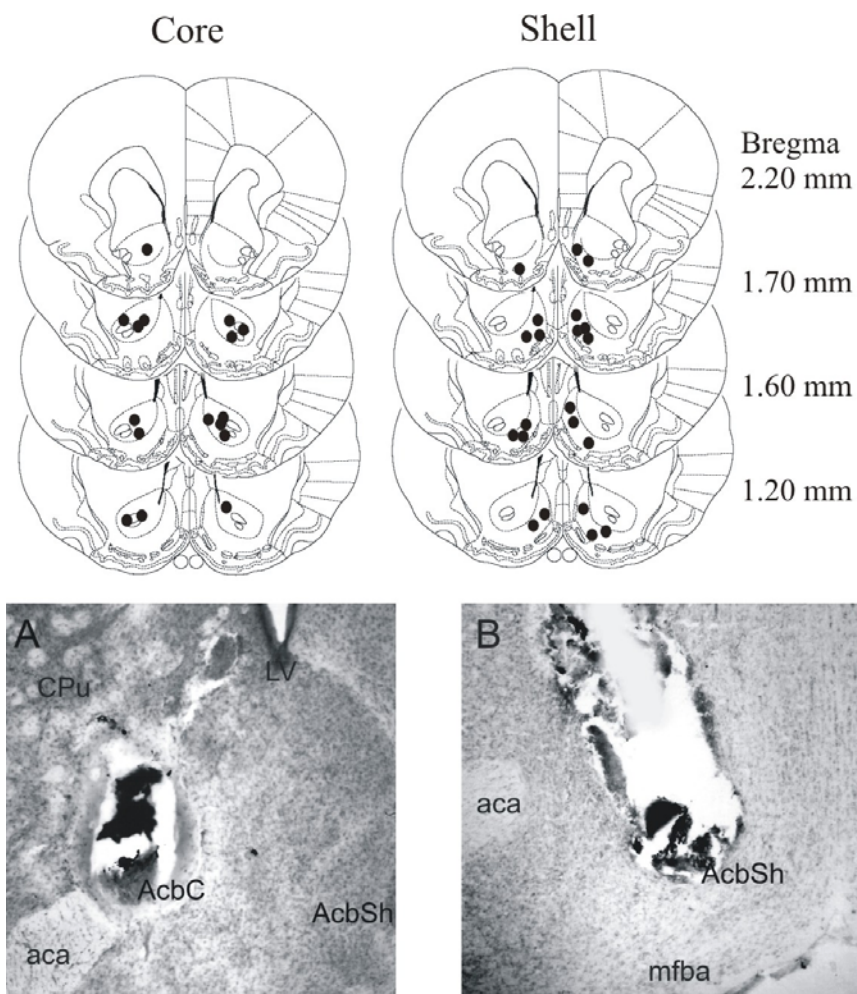 Core
Shell
Bregma
2.20 mm
1.70 mm
1.60 mm
1.20 mm
A
LV
CPu
AcbC
AcbSh
aca
B
aca
AcbSh
mfba